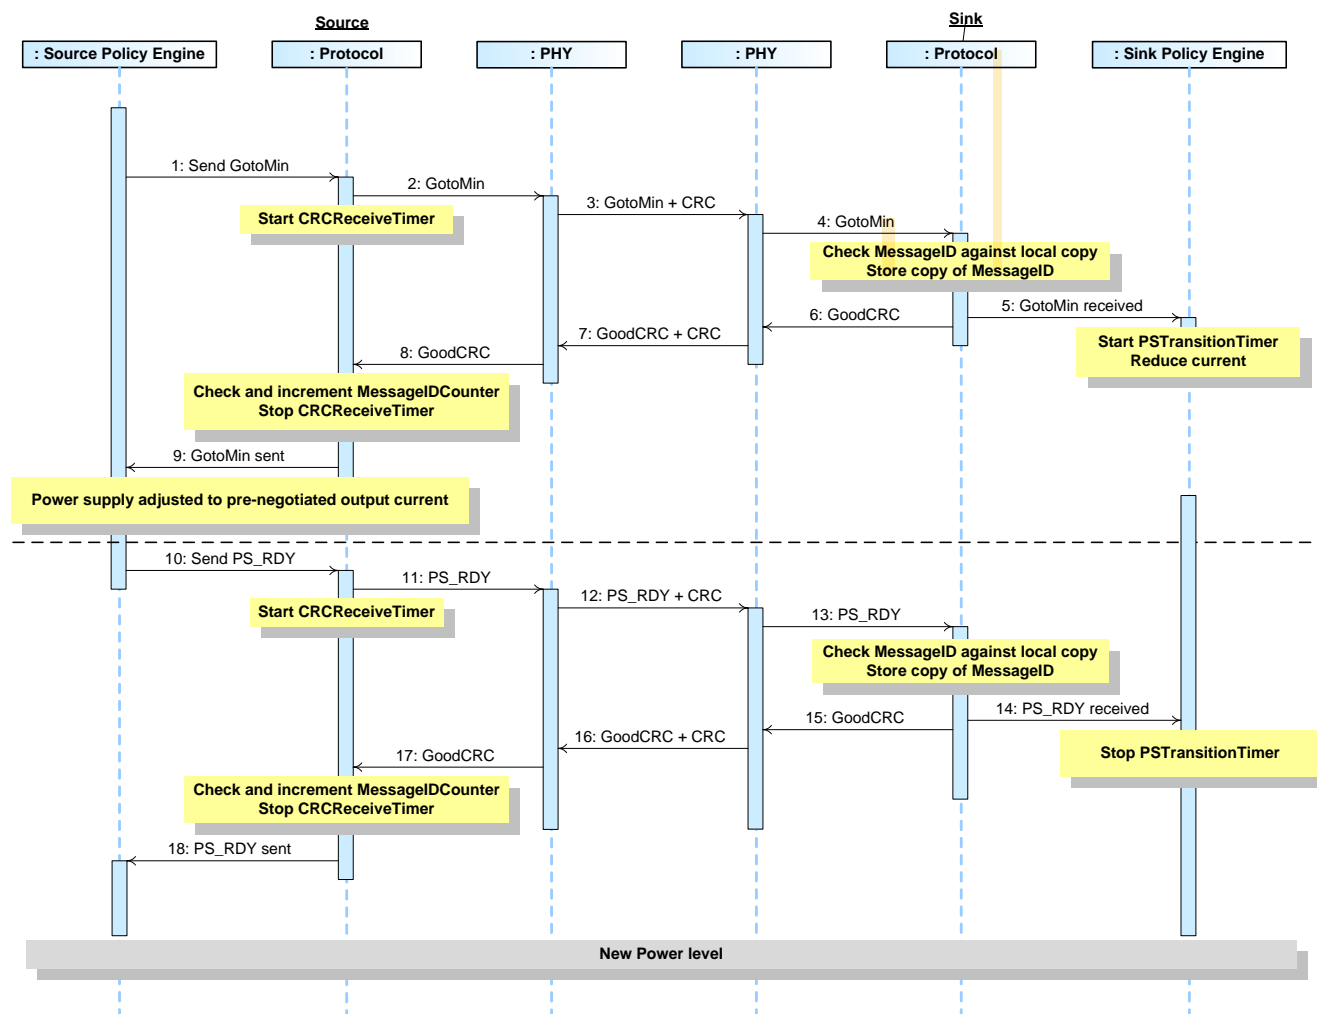 Source
Sink
: Source Policy Engine
: Protocol
: PHY
: PHY
: Protocol
: Sink Policy Engine
1: Send GotoMin
2: GotoMin
Start CRCReceiveTimer
3: GotoMin + CRC
4: GotoMin
Check MessageID against local copy
Store copy of MessageID
5: GotoMin received
6: GoodCRC
7: GoodCRC + CRC
Start PSTransitionTimer
Reduce current
8: GoodCRC
Check and increment MessageIDCounter
Stop CRCReceiveTimer
9: GotoMin sent
Power supply adjusted to pre-negotiated output current
10: Send PS_RDY
11: PS_RDY
Start CRCReceiveTimer
12: PS_RDY + CRC
13: PS_RDY
Check MessageID against local copy
Store copy of MessageID
14: PS_RDY received
15: GoodCRC
16: GoodCRC + CRC
Stop PSTransitionTimer
17: GoodCRC
Check and increment MessageIDCounter
Stop CRCReceiveTimer
18: PS_RDY sent
New Power level